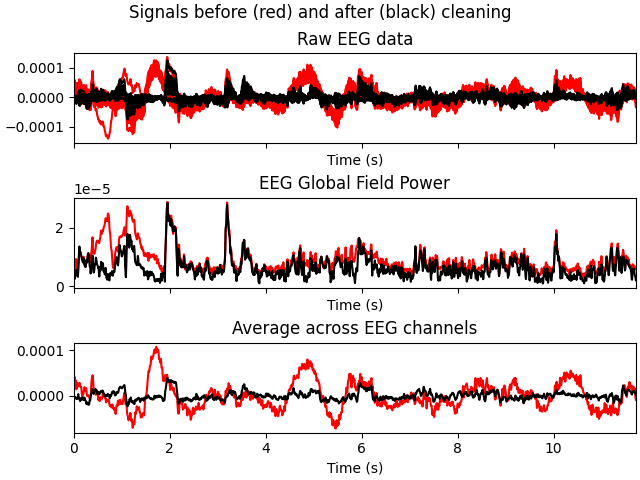 Signals before (red) and after (black) cleaning
Raw EEG data
0.0001
0.0000
−0.0001
Time (s)
EEG Global Field Power
1e−5
2
0
Time (s)
Average across EEG channels
0.0001
0.0000
0 2 4 6 8 10
Time (s)